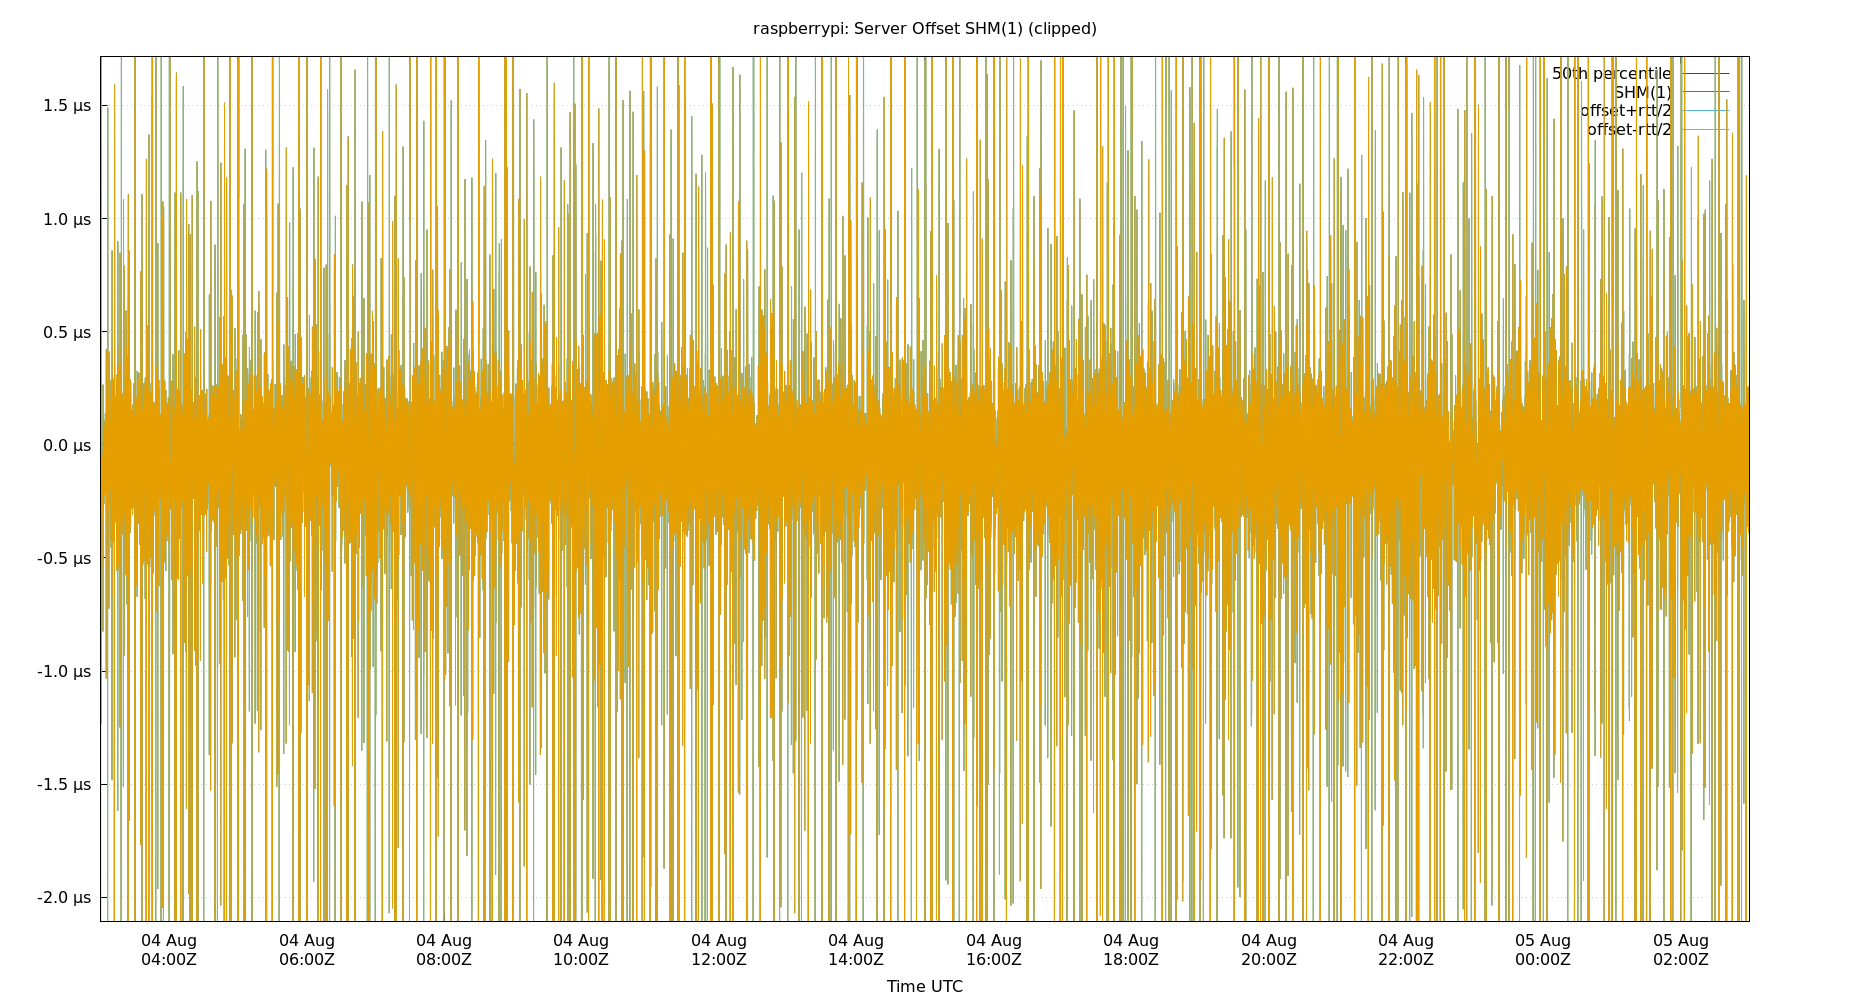 raspberrypi: Server Offset SHM(1) (clipped)
50th percentile
SHM(1)
offset+rtt/2
offset-rtt/2
1.5 μs
1.0 μs
0.5 μs
0.0 μs
-0.5 μs
-1.0 μs
-1.5 μs
-2.0 μs
04 Aug 04 Aug 04 Aug 04 Aug 04 Aug 04 Aug 04 Aug 04 Aug 04 Aug 04 Aug 05 Aug 05 Aug
04:00Z 06:00Z 08:00Z 10:00Z 12:00Z 14:00Z 16:00Z 18:00Z 20:00Z 22:00Z 00:00Z 02:00Z
Time UTC